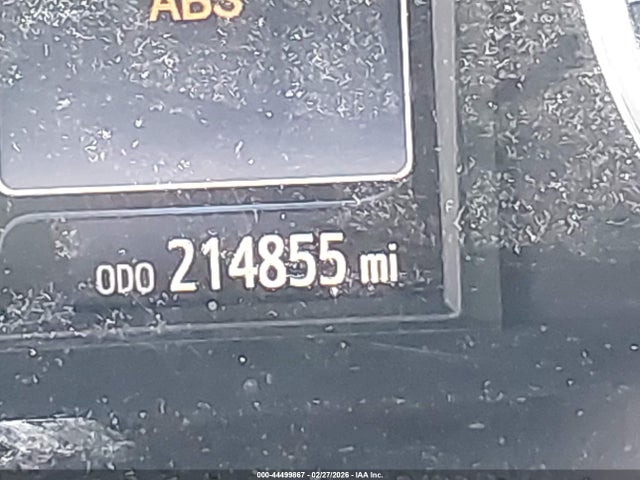 ABS
ODO 214855 mi
000-44499867 - 02/27/2026 - IAA Inc.